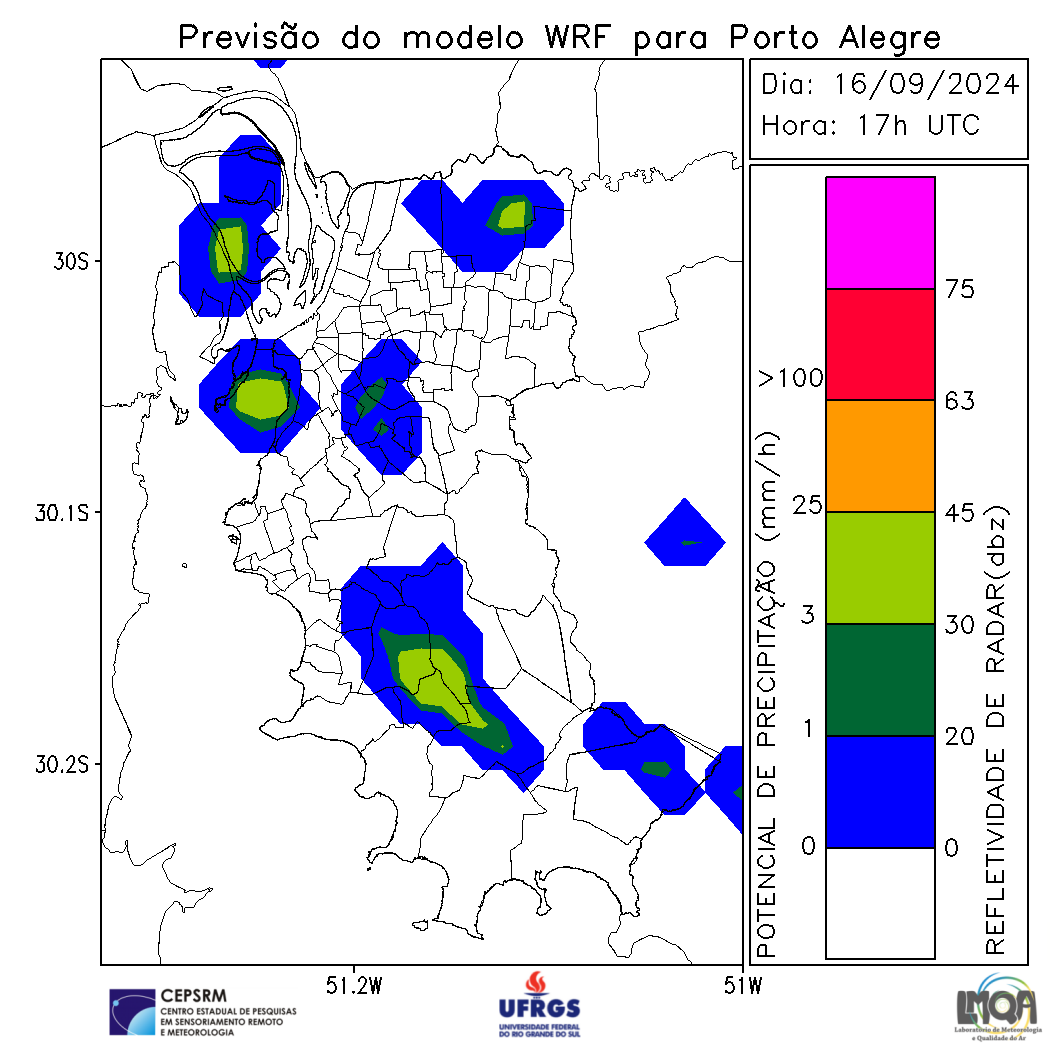 Previsão do modelo WRF para Porto Alegre
Dia: 16/09/2024
Hora: 17h UTC
30S
30.1S
30.2S
51.2W
51W
POTENCIAL DE PRECIPITAÇÃO (mm/h)
>100
25
3
1
0
75
63
45
30
20
0
REFLETIVIDADE DE RADAR(dbz)
CEPSRM
CENTRO ESTADUAL DE PESQUISAS
EM SENSORIAMENTO REMOTO
E METEOROLOGIA
UFRGS
UNIVERSIDADE FEDERAL
DO RIO GRANDE DO SUL
LMQA
Laboratório de Meteorologia
e Qualidade do Ar